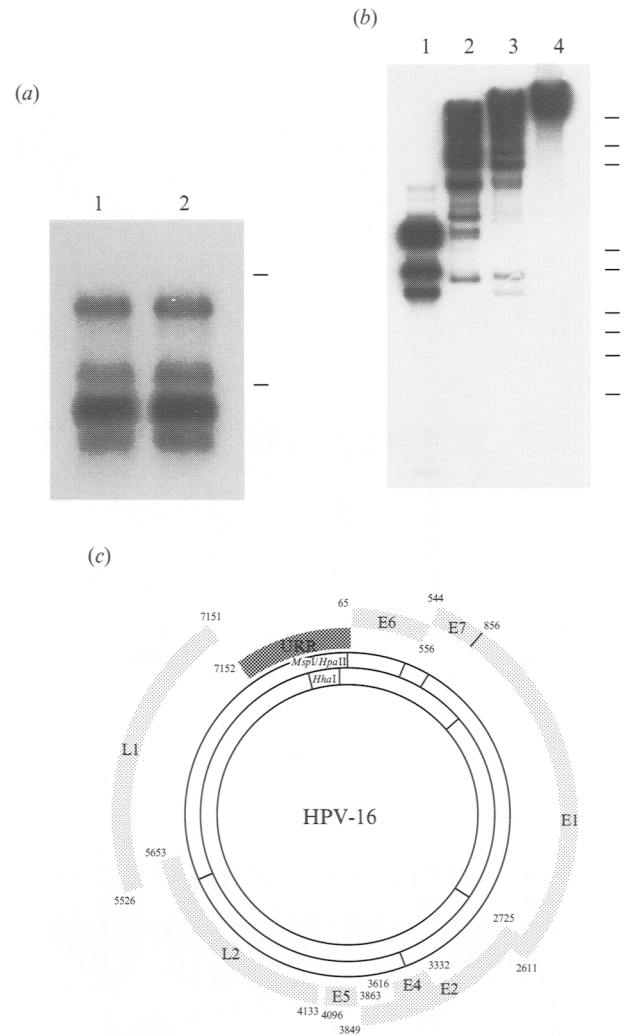 (b)
1 2 3 4
(a)
1 2
(c)
65
E6
544
E7
856
7151
URR
556
7152
MspI/HpaII
HhaI
L1
HPV-16
E1
5653
5526
2725
L2
3332
2611
3616
E4
E2
4133
E5
3863
4096
3849